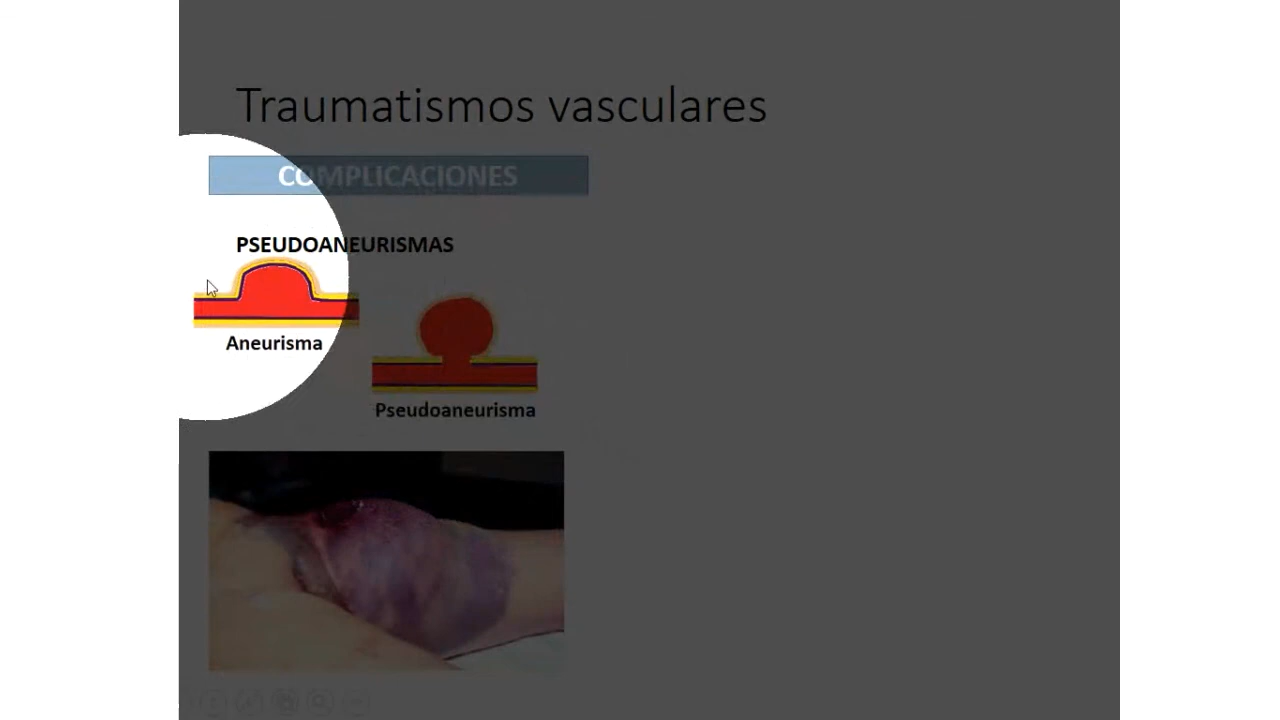 Traumatismos vasculares
COMPLICACIONES
PSEUDOANEURISMAS
Aneurisma
Pseudoaneurisma